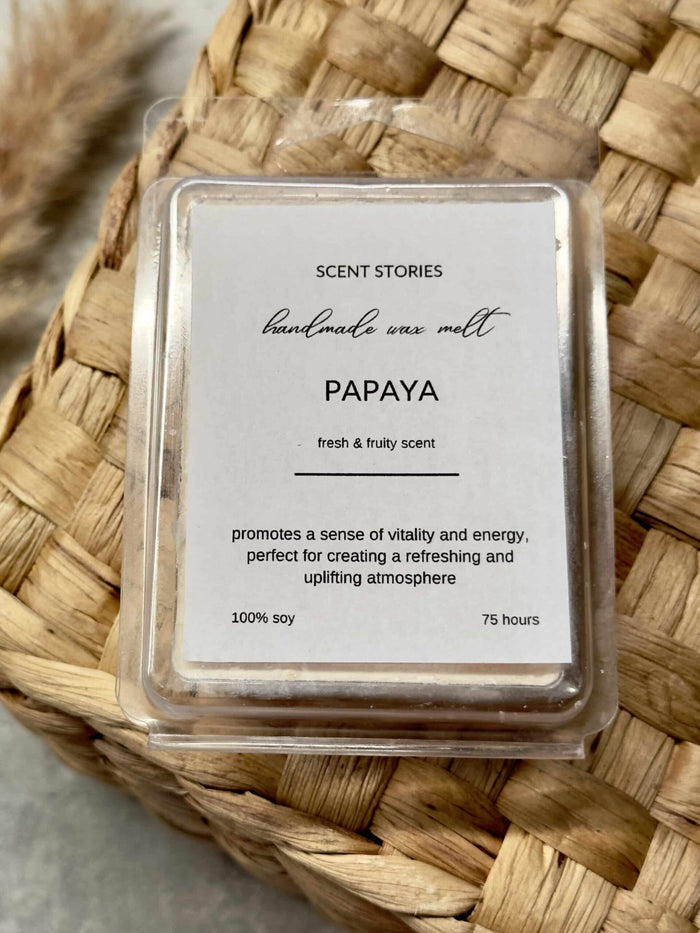 SCENT STORIES
handmade wax melt
PAPAYA
fresh & fruity scent
promotes a sense of vitality and energy,
perfect for creating a refreshing and
uplifting atmosphere
100% soy 75 hours